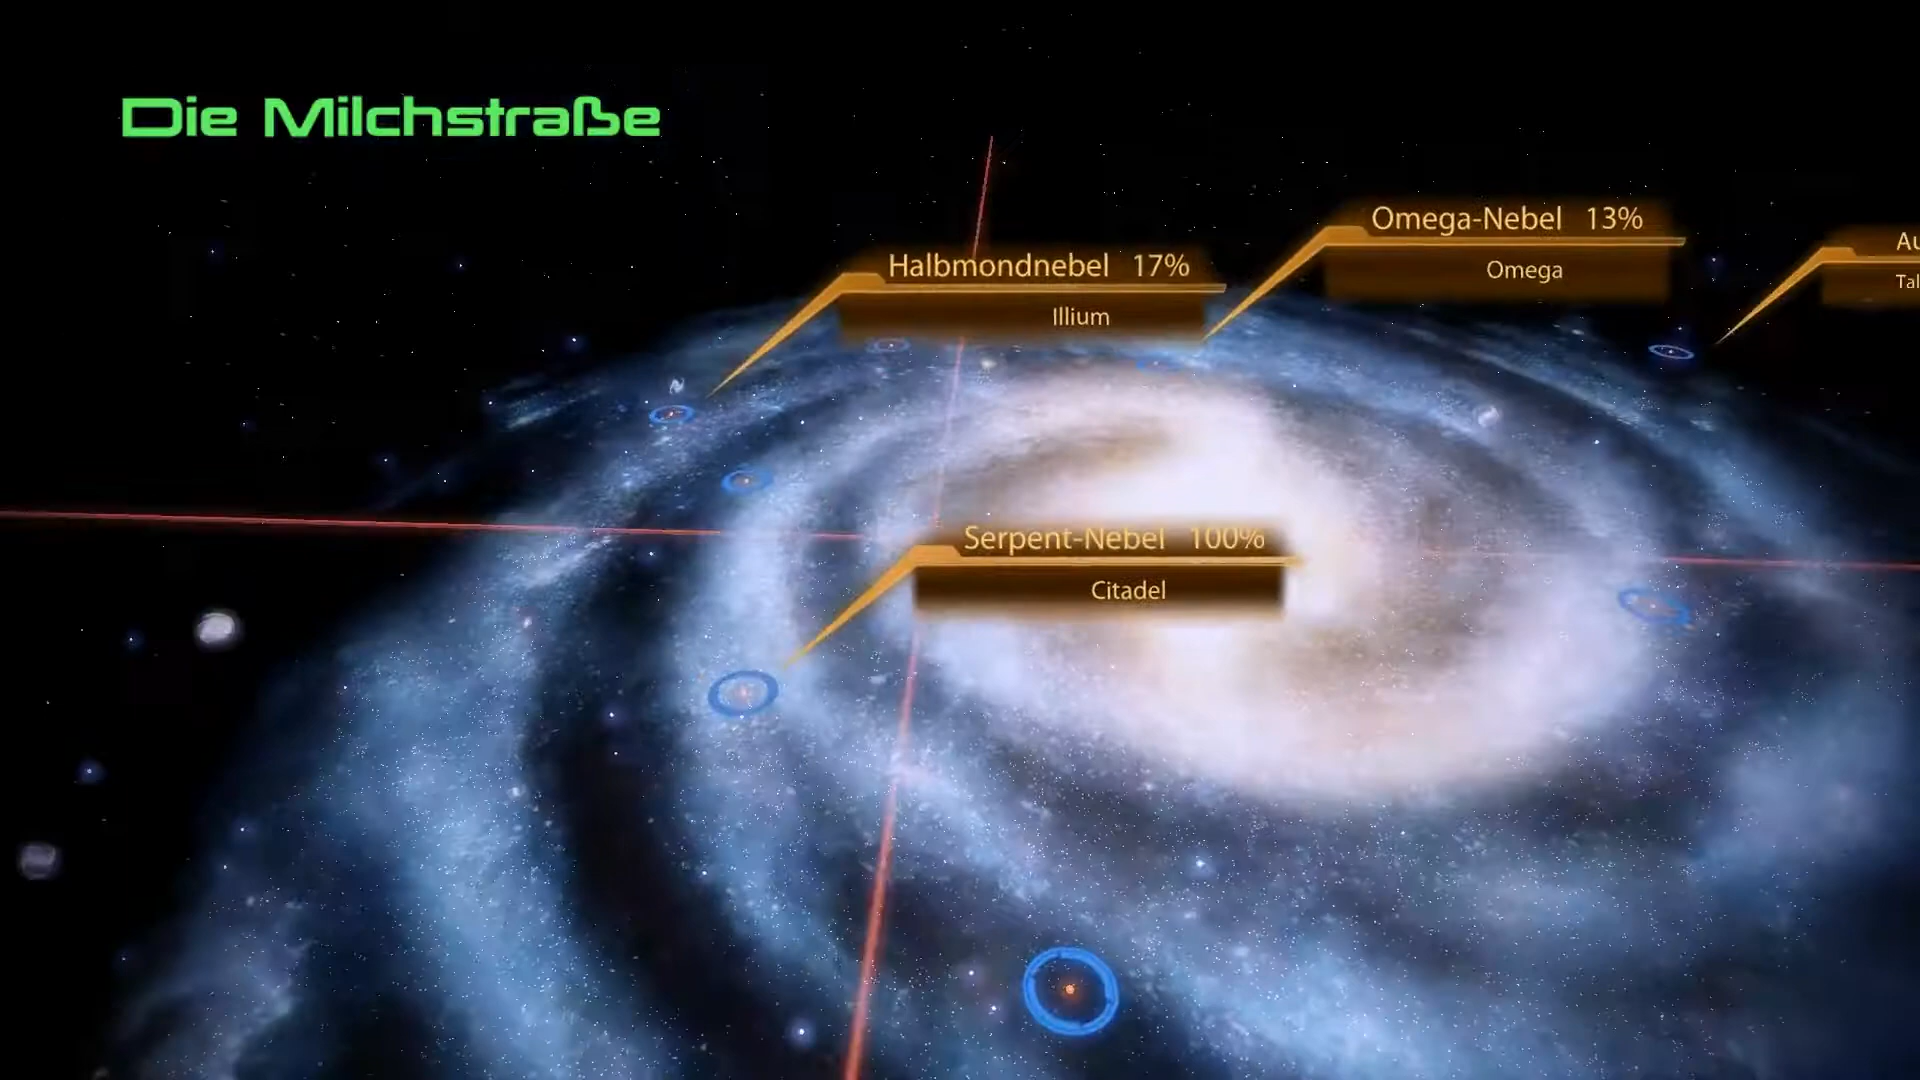 Die Milchstraße
Omega-Nebel 13%
Omega
Halbmondnebel 17%
Illium
Serpent-Nebel 100%
Citadel